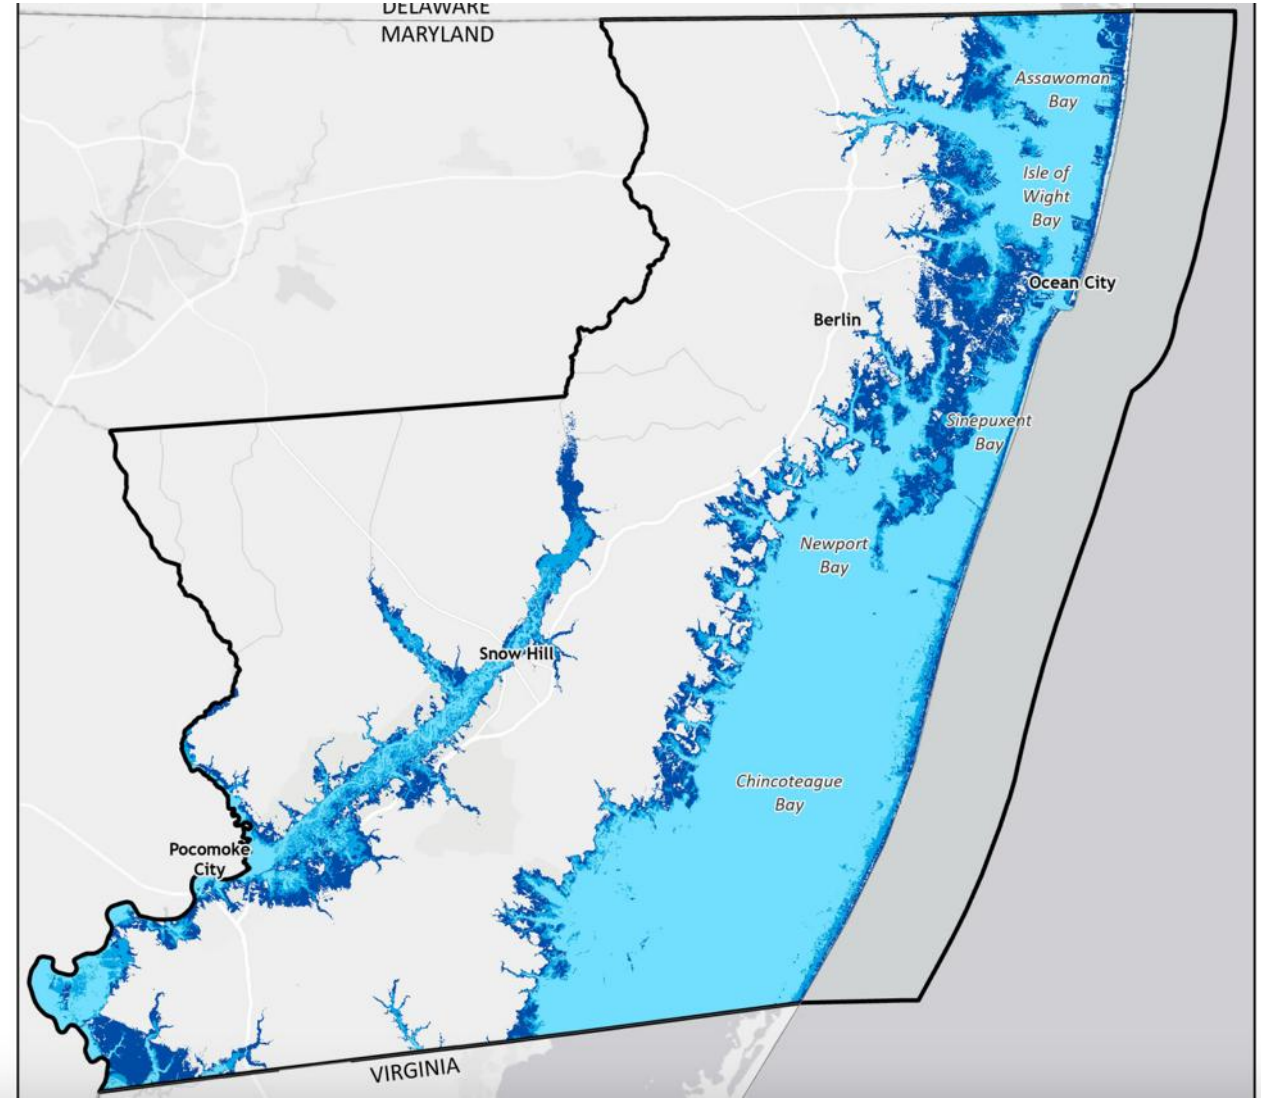 DELAWARE
MARYLAND
Assawoman
Bay
Isle of
Wight
Bay
Ocean City
Berlin
Sinepuxent
Bay
Newport
Bay
Snow Hill
Chincoteague
Bay
Pocomoke
City
VIRGINIA